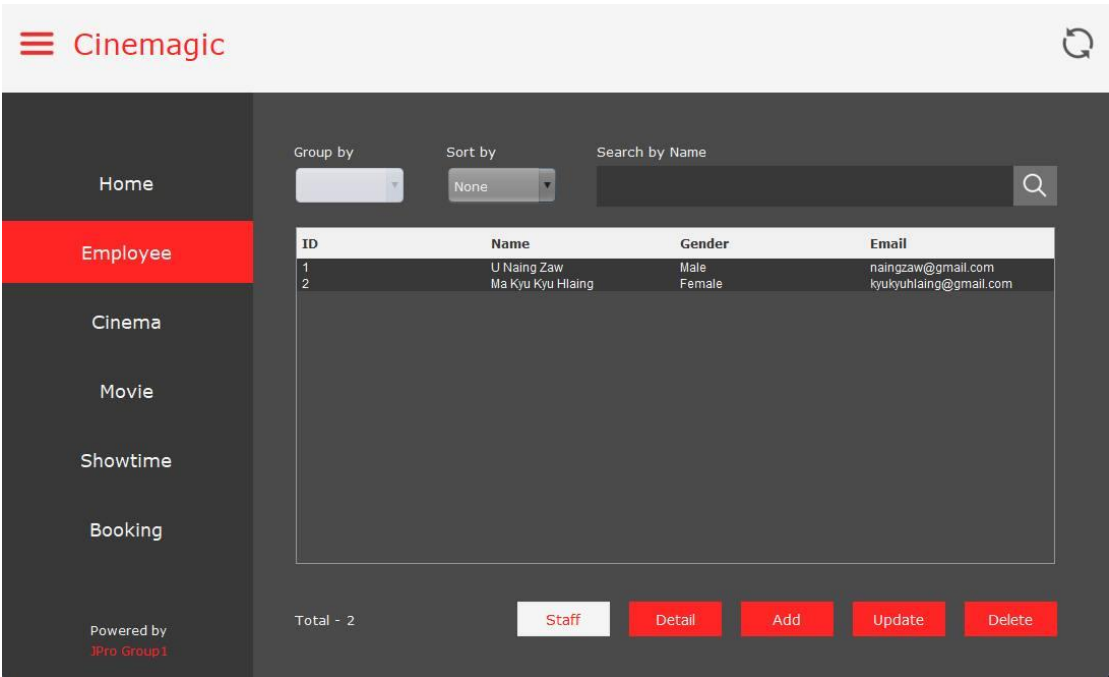 Cinemagic
Home
Employee
Cinema
Movie
Showtime
Booking
Powered by
JPro Group1
Group by
Sort by
Search by Name
None
ID Name Gender Email
1 U Naing Zaw Male naingzaw@gmail.com
2 Ma Kyu Kyu Hlaing Female kyukyuhlaing@gmail.com
Total - 2
Staff Detail Add Update Delete